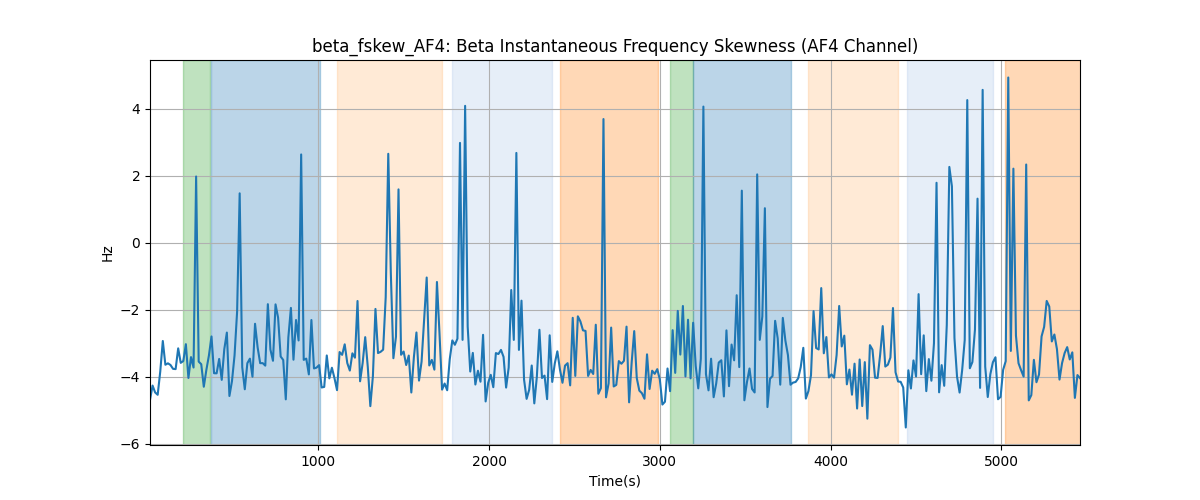 beta_fskew_AF4: Beta Instantaneous Frequency Skewness (AF4 Channel)
4
2
0
−2
−4
−6
Hz
1000 2000 3000 4000 5000
Time(s)